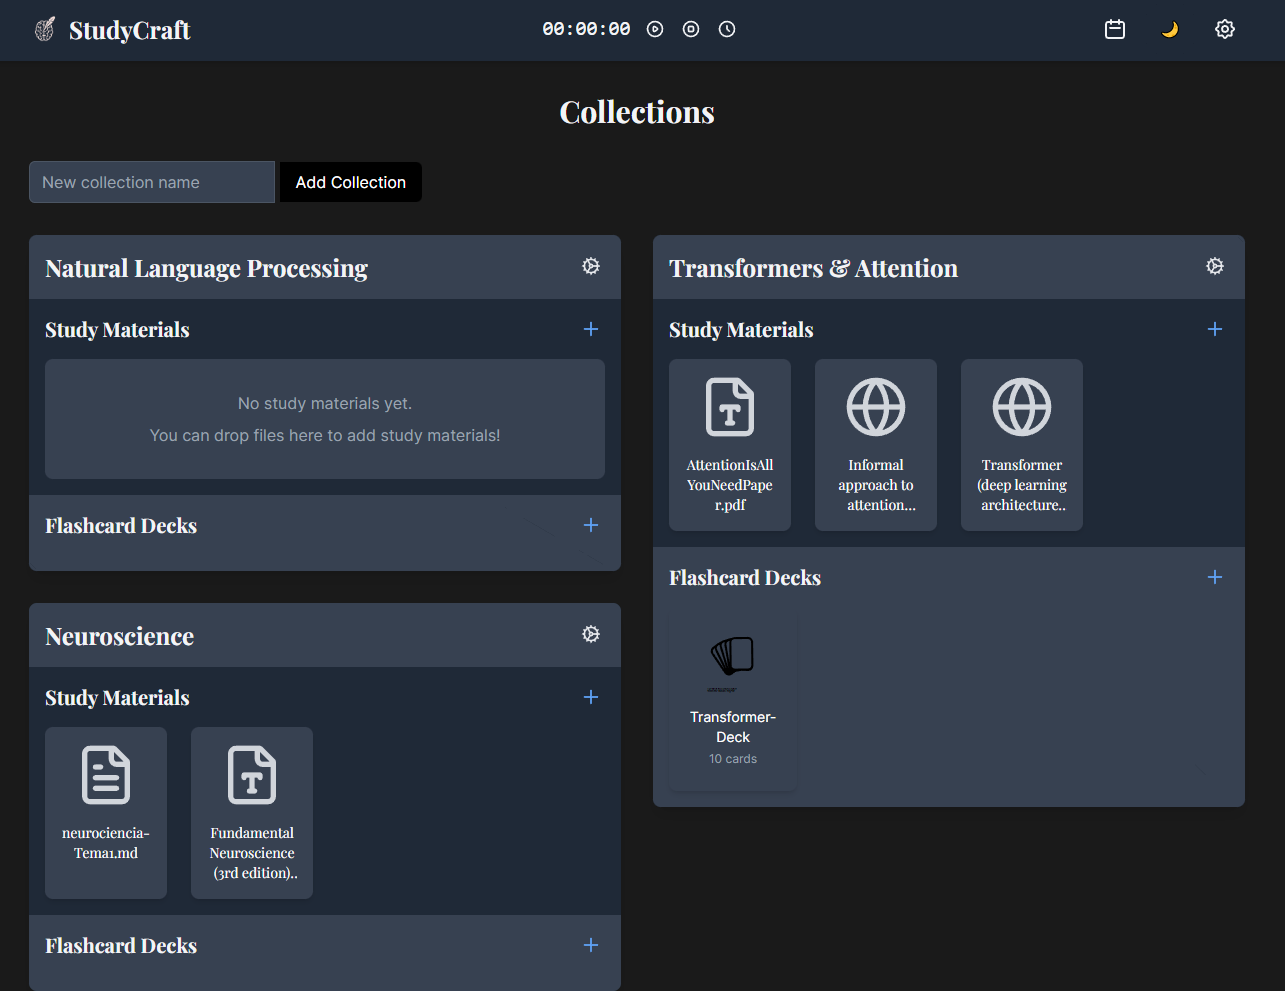 StudyCraft
00:00:00
Collections
New collection name
Add Collection
Natural Language Processing
Study Materials
No study materials yet.
You can drop files here to add study materials!
Flashcard Decks
Neuroscience
Study Materials
neurociencia-
Tema1.md
Fundamental
Neuroscience
(3rd edition)..
Flashcard Decks
Transformers & Attention
Study Materials
AttentionIsAll
YouNeedPape
r.pdf
Informal
approach to
attention...
Transformer
(deep learning
architecture..
Flashcard Decks
Transformer-
Deck
10 cards